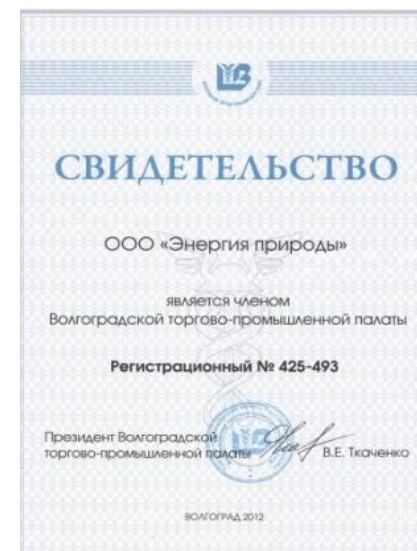 СВИДЕТЕЛЬСТВО
ООО «Энергия природы»
является членом
Волгоградской торгово-промышленной палаты
Регистрационный № 425-493
Президент Волгоградской
торгово-промышленной палаты
В.Е. Ткаченко
ВОЛГОГРАД 2012